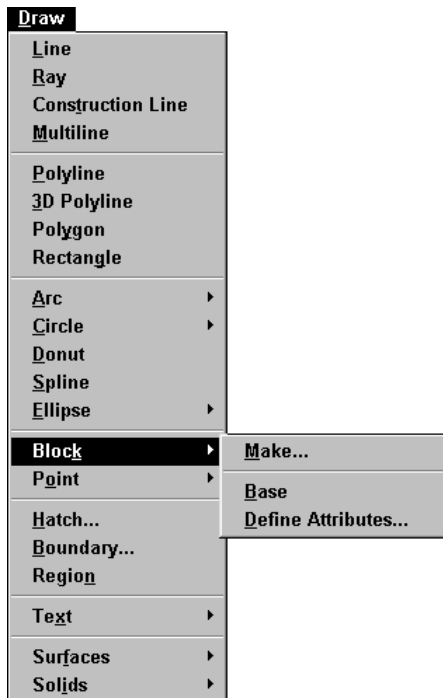 Draw
Line
Ray
Construction Line
Multiline
Polyline
3D Polyline
Polygon
Rectangle
Arc
Circle
Donut
Spline
Ellipse
Block
Make...
Point
Base
Define Attributes...
Hatch...
Boundary...
Region
Text
Surfaces
Solids